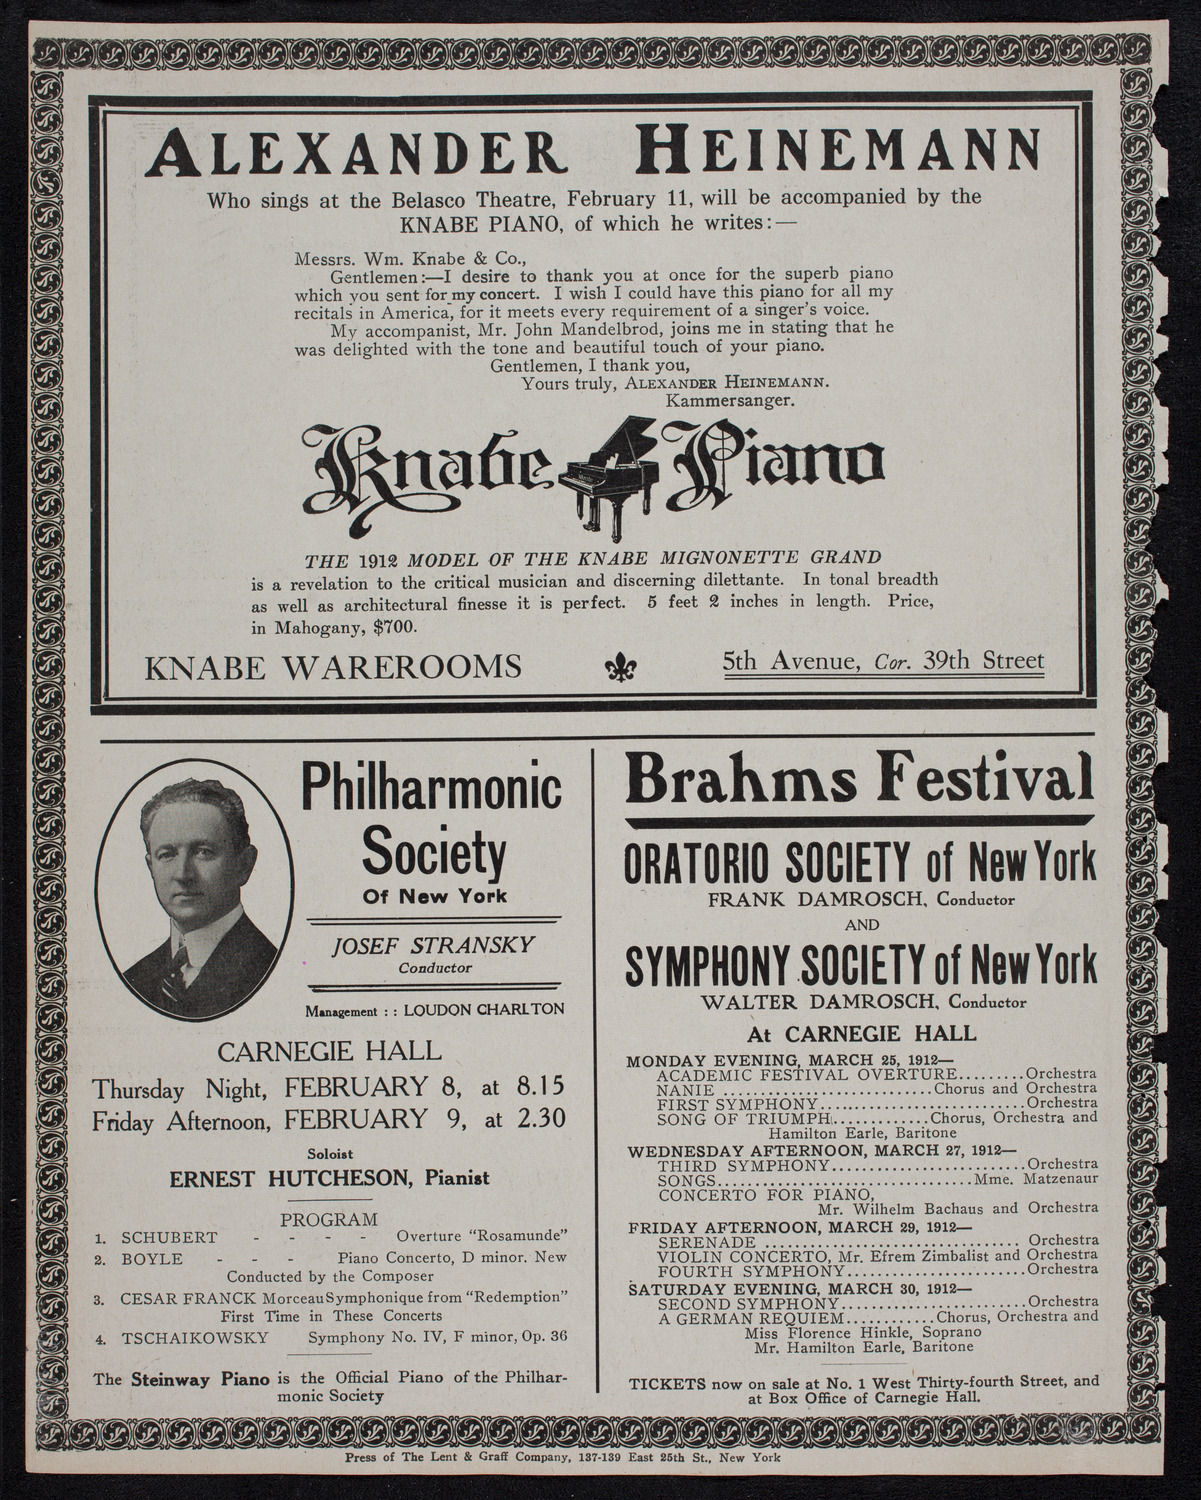 ALEXANDER HEINEMANN
Who sings at the Belasco Theatre, February 11, will be accompanied by the
KNABE PIANO, of which he writes:—
Messrs. Wm. Knabe & Co.,
Gentlemen:—I desire to thank you at once for the superb piano
which you sent for my concert. I wish I could have this piano for all my
recitals in America, for it meets every requirement of a singer's voice.
My accompanist, Mr. John Mandelbrod, joins me in stating that he
was delighted with the tone and beautiful touch of your piano.
Gentlemen, I thank you,
Yours truly, ALEXANDER HEINEMANN.
Kammersanger.
Knabe Piano
THE 1912 MODEL OF THE KNABE MIGNONETTE GRAND
is a revelation to the critical musician and discerning dilettante. In tonal breadth
as well as architectural finesse it is perfect. 5 feet 2 inches in length. Price,
in Mahogany, $700.
KNABE WAREROOMS 5th Avenue, Cor. 39th Street
Philharmonic
Society
Of New York
JOSEF STRANSKY
Conductor
Management : : LOUDON CHARLTON
CARNEGIE HALL
Thursday Night, FEBRUARY 8, at 8.15
Friday Afternoon, FEBRUARY 9, at 2.30
Soloist
ERNEST HUTCHESON, Pianist
PROGRAM
1. SCHUBERT - - - - Overture "Rosamunde"
2. BOYLE - - - Piano Concerto, D minor. New
Conducted by the Composer
3. CESAR FRANCK Morceau Symphonique from "Redemption"
First Time in These Concerts
4. TSCHAIKOWSKY Symphony No. IV, F minor, Op. 36
The Steinway Piano is the Official Piano of the Philhar-
monic Society
Brahms Festival
ORATORIO SOCIETY of New York
FRANK DAMROSCH, Conductor
AND
SYMPHONY SOCIETY of New York
WALTER DAMROSCH, Conductor
At CARNEGIE HALL
MONDAY EVENING, MARCH 25, 1912—
ACADEMIC FESTIVAL OVERTURE........Orchestra
NANIE ...........................Chorus and Orchestra
FIRST SYMPHONY...........................Orchestra
SONG OF TRIUMPH............Chorus, Orchestra and
Hamilton Earle, Baritone
WEDNESDAY AFTERNOON, MARCH 27, 1912—
THIRD SYMPHONY.........................Orchestra
SONGS.................................Mme. Matzenaur
CONCERTO FOR PIANO,
Mr. Wilhelm Bachaus and Orchestra
FRIDAY AFTERNOON, MARCH 29, 1912—
SERENADE ................................. Orchestra
VIOLIN CONCERTO, Mr. Efrem Zimbalist and Orchestra
FOURTH SYMPHONY.......................Orchestra
SATURDAY EVENING, MARCH 30, 1912—
SECOND SYMPHONY........................Orchestra
A GERMAN REQUIEM...........Chorus, Orchestra and
Miss Florence Hinkle, Soprano
Mr. Hamilton Earle, Baritone
TICKETS now on sale at No. 1 West Thirty-fourth Street, and
at Box Office of Carnegie Hall.
Press of The Lent & Graff Company, 137-139 East 25th St., New York